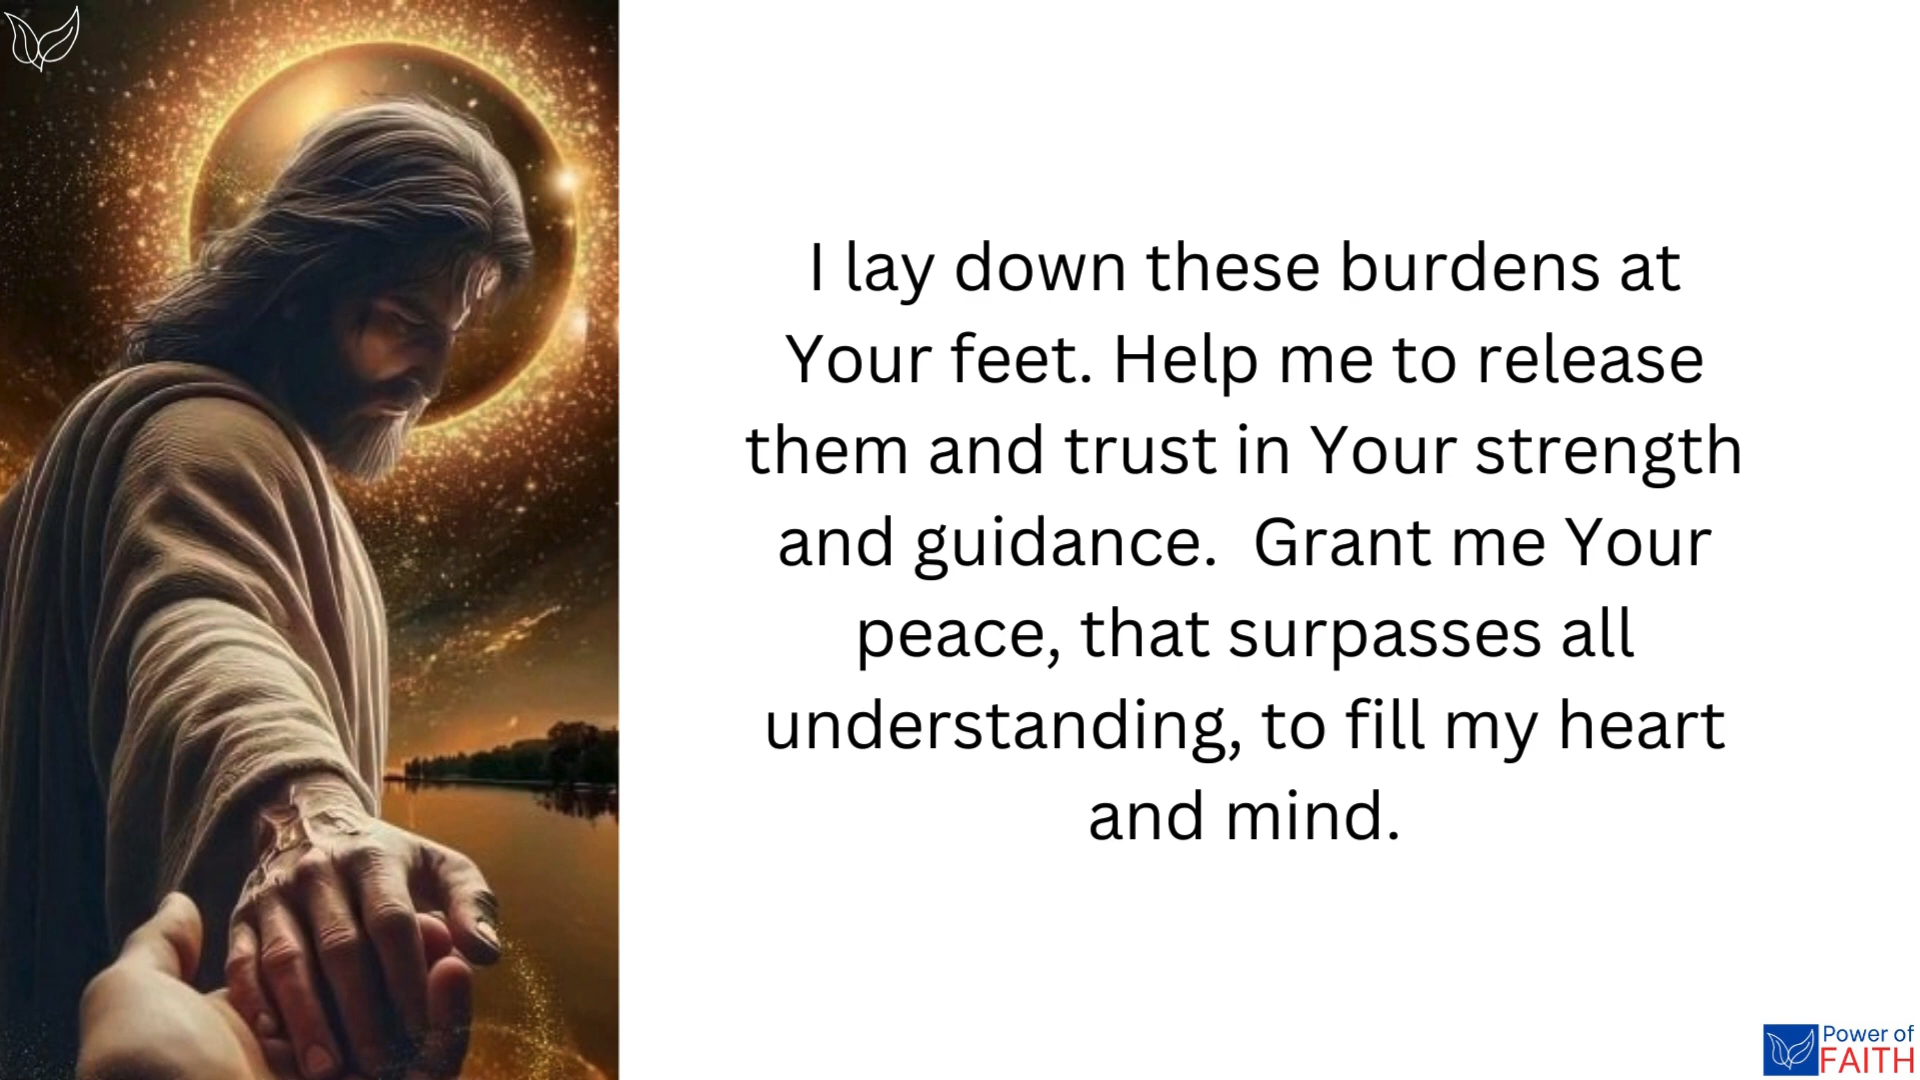 I lay down these burdens at
Your feet. Help me to release
them and trust in Your strength
and guidance.  Grant me Your
peace, that surpasses all
understanding, to fill my heart
and mind.
Power of
FAITH